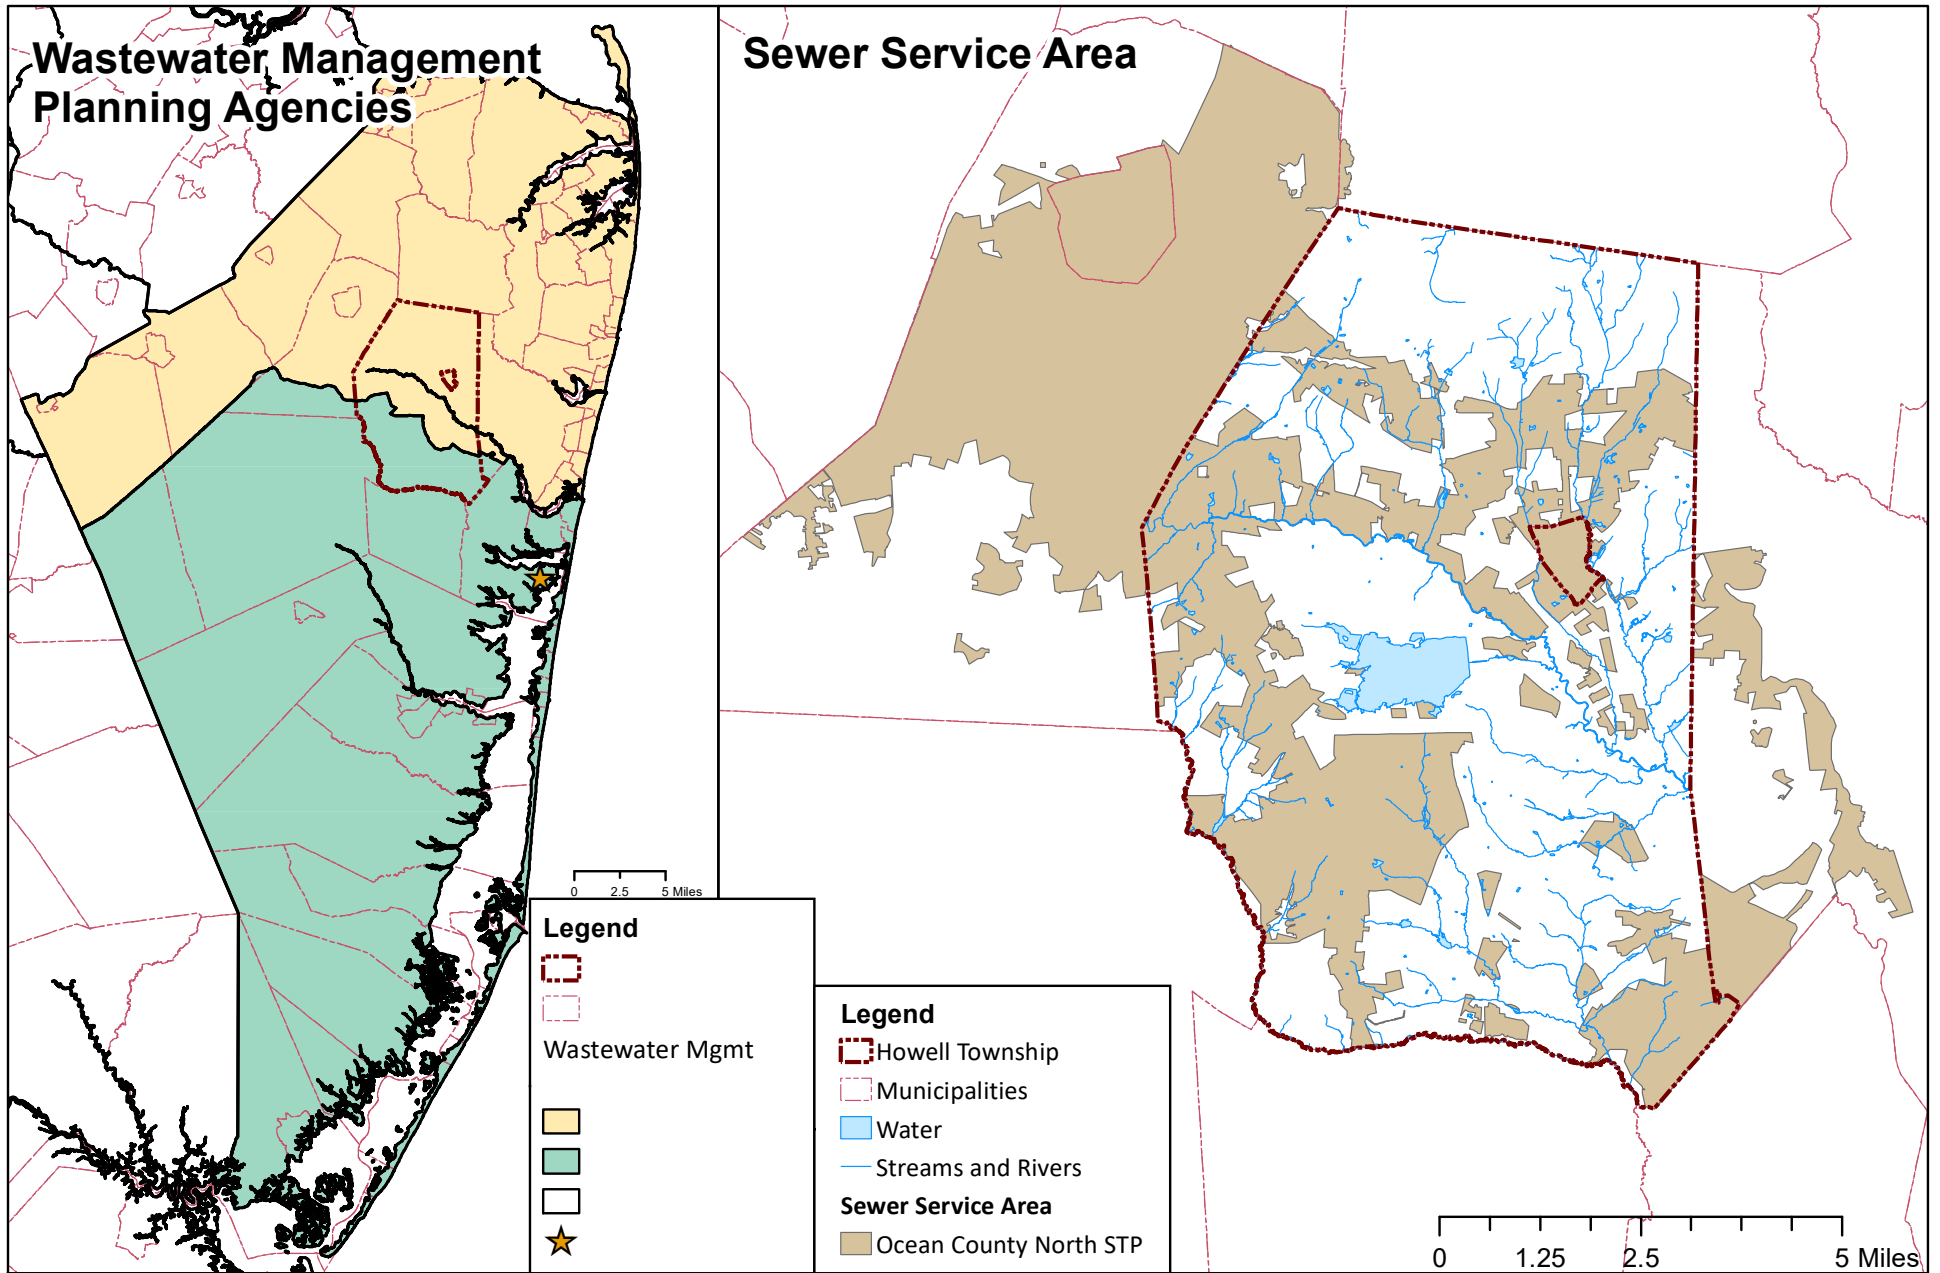 Wastewater Management
Planning Agencies
0 2.5 5 Miles
Legend
Wastewater Mgmt
Sewer Service Area
Legend
Howell Township
Municipalities
Water
Streams and Rivers
Sewer Service Area
Ocean County North STP
0 1.25 2.5 5 Miles